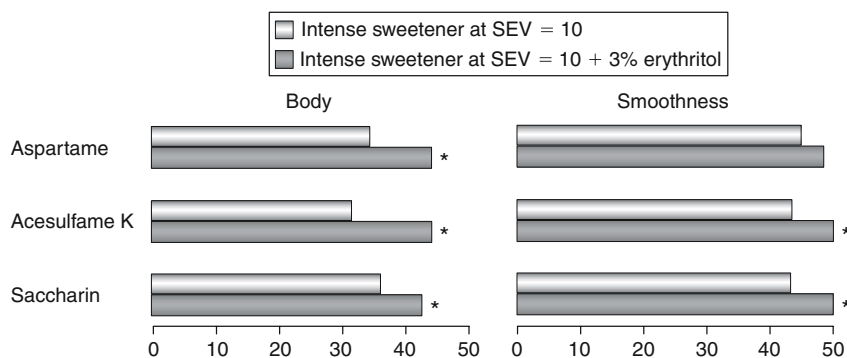 Intense sweetener at SEV = 10
Intense sweetener at SEV = 10 + 3% erythritol
Body Smoothness
Aspartame
*
Acesulfame K
* *
Saccharin
* *
0 10 20 30 40 50 0 10 20 30 40 50